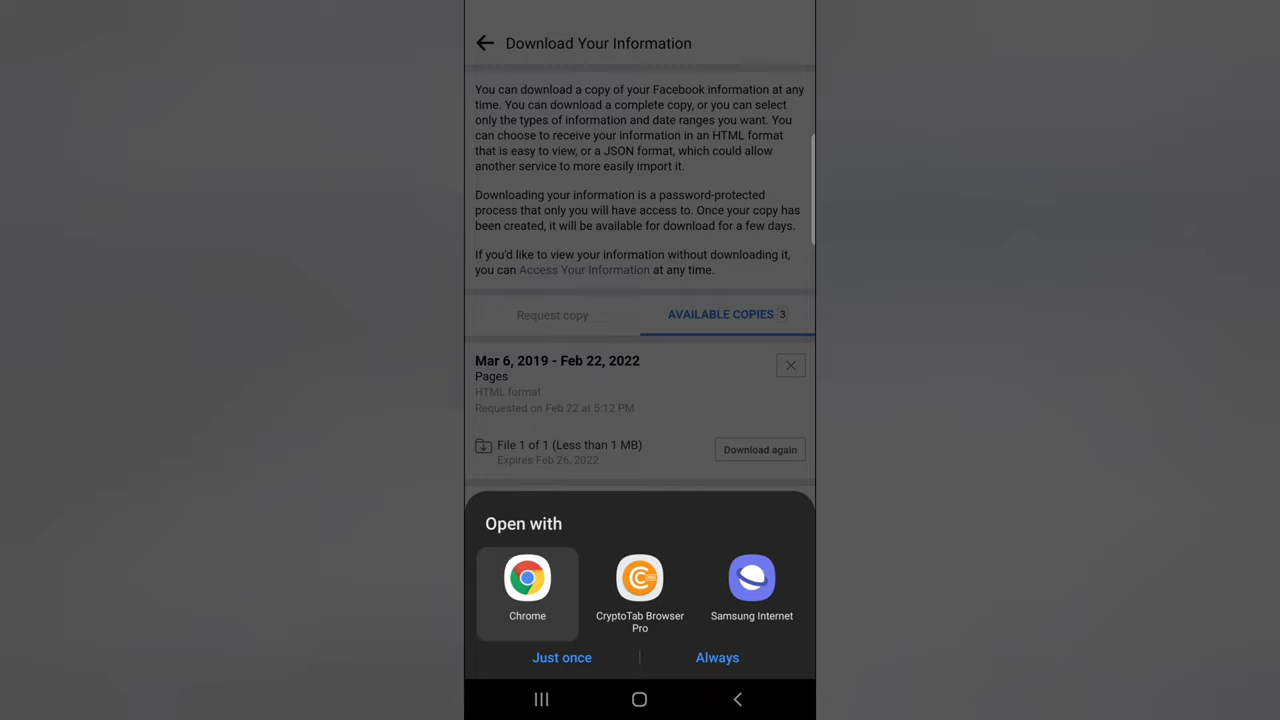 Download Your Information
You can download a copy of your Facebook information at any
time. You can download a complete copy, or you can select
only the types of information and date ranges you want. You
can choose to receive your information in an HTML format
that is easy to view, or a JSON format, which could allow
another service to more easily import it.
Downloading your information is a password-protected
process that only you will have access to. Once your copy has
been created, it will be available for download for a few days.
If you'd like to view your information without downloading it,
you can Access Your Information at any time.
Request copy
AVAILABLE COPIES 3
Mar 6, 2019 - Feb 22, 2022
Pages
HTML format
Requested on Feb 22 at 5:12 PM
File 1 of 1 (Less than 1 MB)
Expires Feb 26, 2022
Download again
Open with
Chrome
CryptoTab Browser
Pro
Samsung Internet
Just once
Always